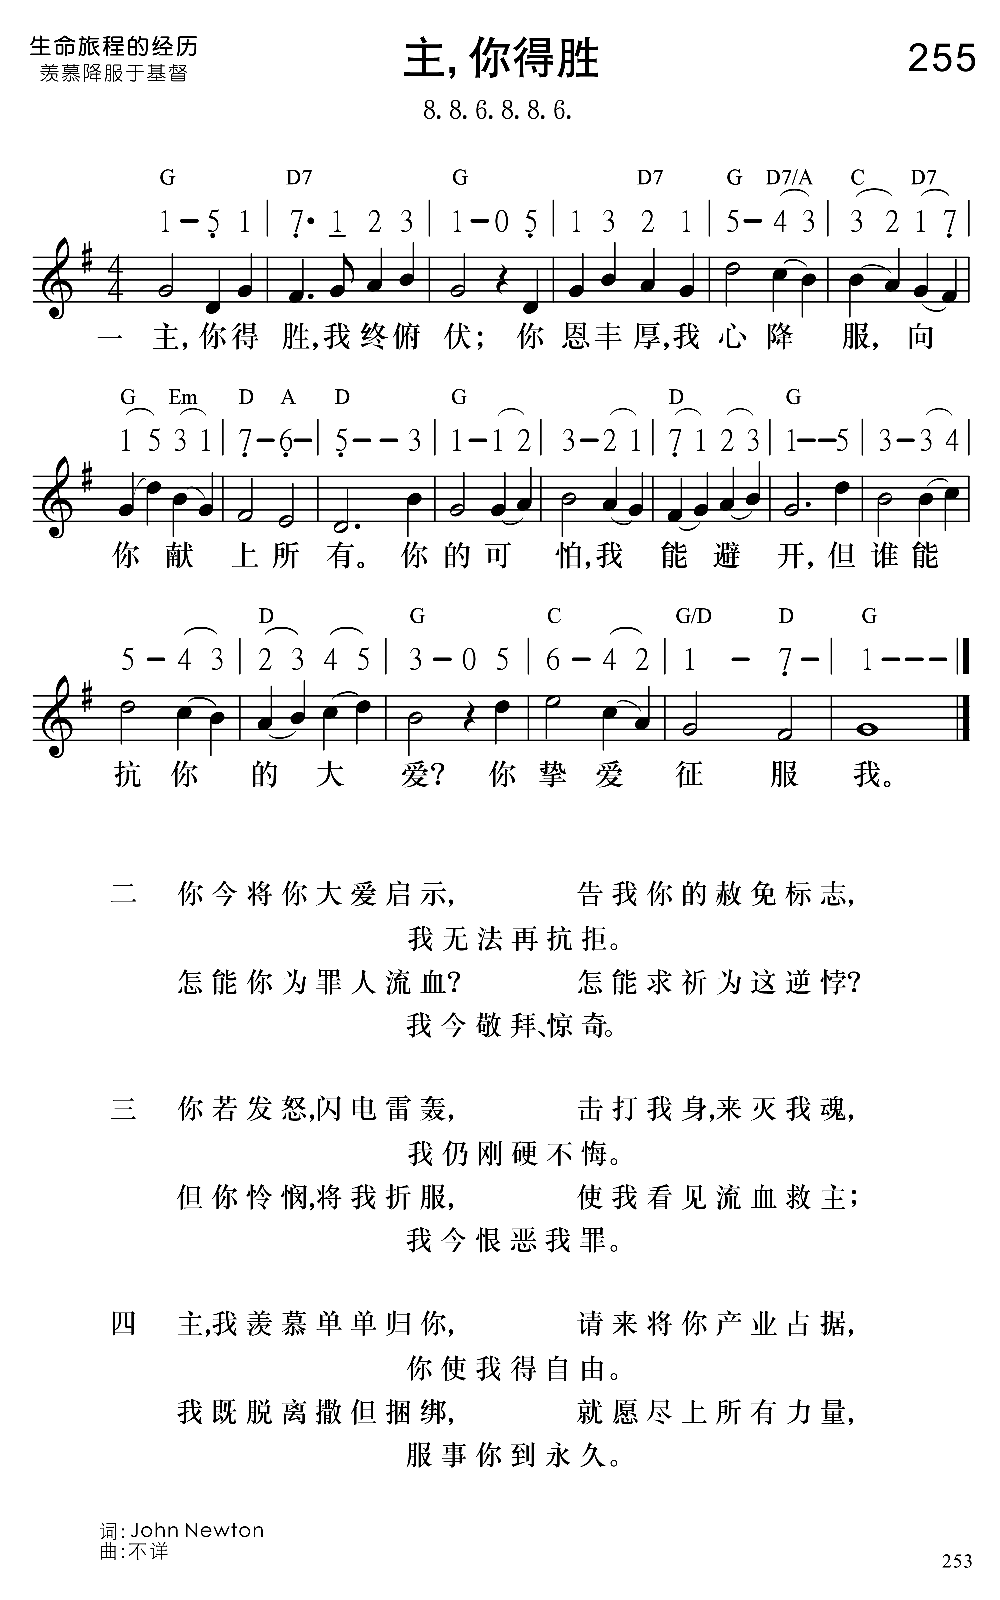 生命旅程的经历
羡慕降服于基督
主,你得胜
255
8. 8. 6. 8. 8. 6.
G D7 G D7 G D7/A C D7
1 – 5 1 | 7· 1 2 3 | 1 – 0 5 | 1 3 2 1 | 5 – 4 3 | 3 2 1 7 |
4
4
一 主,你得 胜,我终俯 伏; 你 恩丰厚,我 心 降 服, 向
G Em D A D G D G
1 5 3 1 | 7 – 6 – | 5 – – 3 | 1 – 1 2 | 3 – 2 1 | 7 1 2 3 | 1 – – 5 | 3 – 3 4 |
你 献 上 所 有。 你 的 可 怕,我 能 避 开,但 谁 能
D G C G/D D G
5 – 4 3 | 2 3 4 5 | 3 – 0 5 | 6 – 4 2 | 1 – 7 – | 1 – – – ‖
抗 你 的 大 爱? 你 挚 爱 征 服 我。
二 你今将你大爱启示, 告我你的赦免标志,
我无法再抗拒。
怎能你为罪人流血? 怎能求祈为这逆悖?
我今敬拜、惊奇。
三 你若发怒,闪电雷轰, 击打我身,来灭我魂,
我仍刚硬不悔。
但你怜悯,将我折服, 使我看见流血救主;
我今恨恶我罪。
四 主,我羡慕单单归你, 请来将你产业占据,
你使我得自由。
我既脱离撒但捆绑, 就愿尽上所有力量,
服事你到永久。
词: John Newton
曲:不详
253